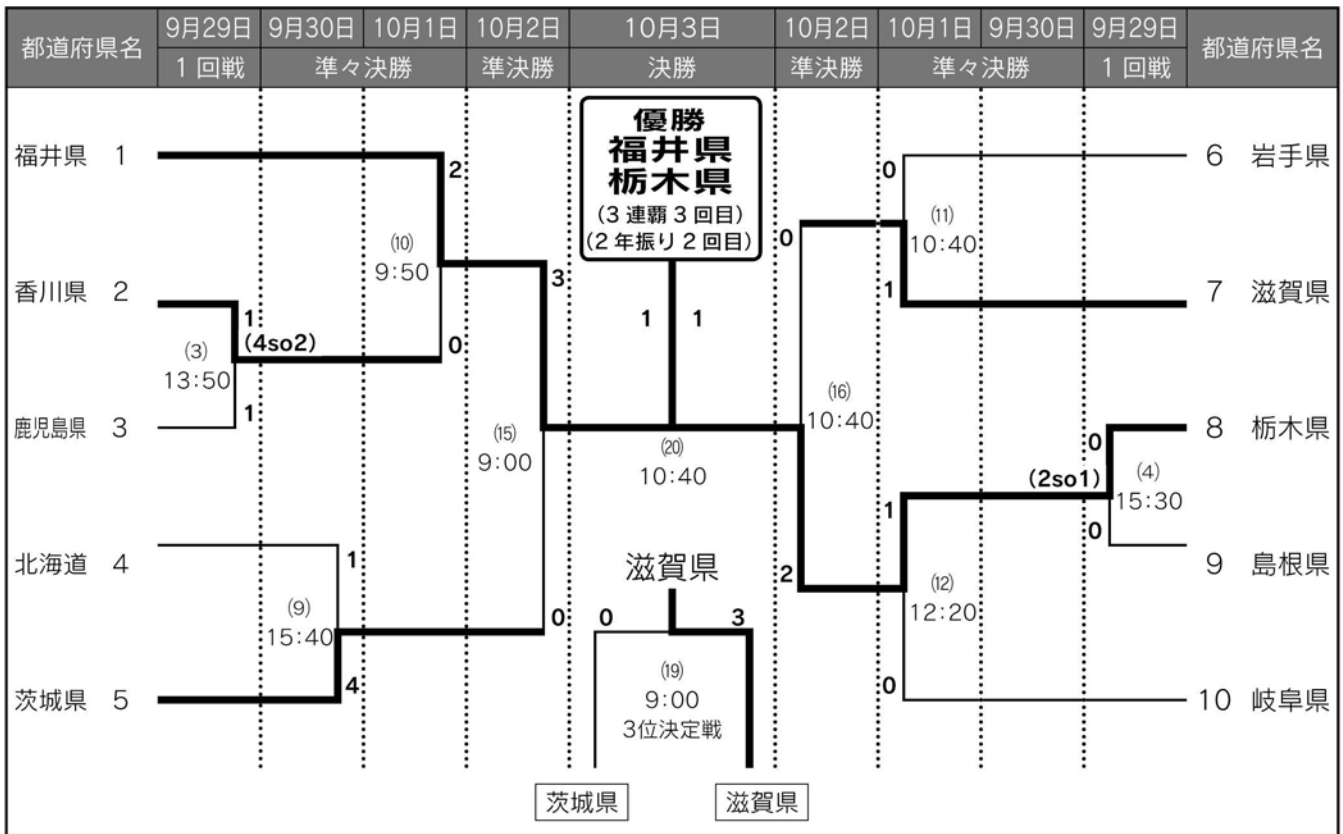 都道府県名 9月29日 9月30日 10月1日 10月2日 10月3日 10月2日 10月1日 9月30日 9月29日 都道府県名
1回戦 準々決勝 準決勝 決勝 準決勝 準々決勝 1回戦
優勝
福井県
栃木県
(3連覇3回目)
(2年振り2回目)
福井県 1
2
(10)
9:50
香川県 2
1
(4so2)
0
(3)
13:50
鹿児島県 3
1
3
(15)
9:00
北海道 4
1
(9)
15:40
0
茨城県 5
4
1 1
(20)
10:40
滋賀県
0 3
(19)
9:00
3位決定戦
茨城県 滋賀県
6 岩手県
0
(11)
10:40
0
1
7 滋賀県
(16)
10:40
8 栃木県
0
(2so1)
(4)
15:30
1
0
9 島根県
2
(12)
12:20
0
10 岐阜県